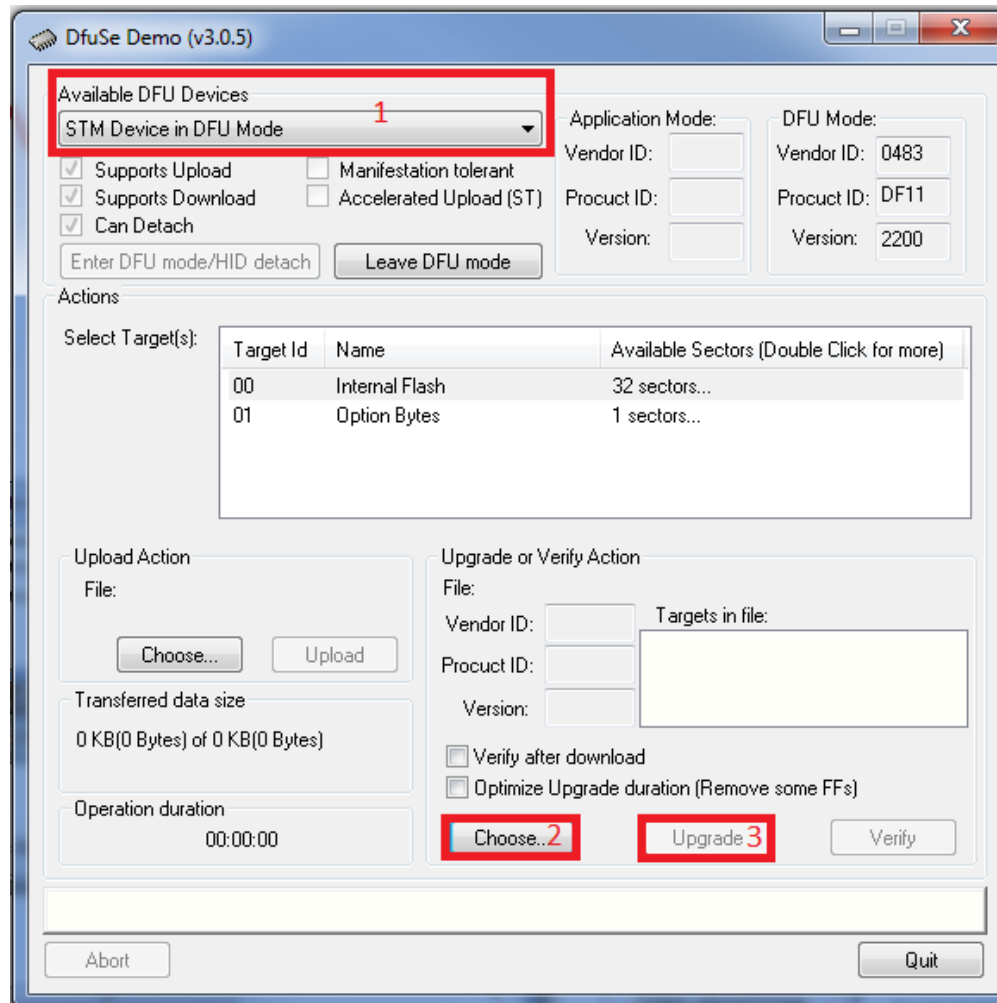 DfuSe Demo (v3.0.5)
Available DFU Devices
1
STM Device in DFU Mode
Supports Upload
Manifestation tolerant
Supports Download
Accelerated Upload (ST)
Can Detach
Enter DFU mode/HID detach
Leave DFU mode
Application Mode:
Vendor ID:
Procuct ID:
Version:
DFU Mode:
Vendor ID: 0483
Procuct ID: DF11
Version: 2200
Actions
Select Target(s):
Target Id Name Available Sectors (Double Click for more)
00 Internal Flash 32 sectors...
01 Option Bytes 1 sectors...
Upload Action
File:
Choose...
Upload
Transferred data size
0 KB(0 Bytes) of 0 KB(0 Bytes)
Operation duration
00:00:00
Upgrade or Verify Action
File:
Vendor ID:
Procuct ID:
Version:
Targets in file:
Verify after download
Optimize Upgrade duration (Remove some FFs)
Choose... 2
Upgrade 3
Verify
Abort
Quit